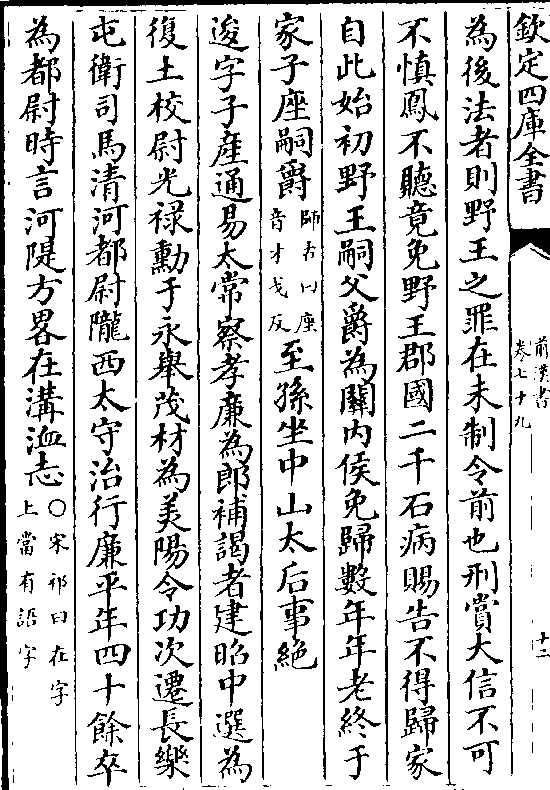 欽定四庫全書
前漢書
卷七十九
十二
為後法者則野王之罪在未制令前也刑賞大信不可
不慎鳳不聽竟免野王郡國二千石病賜告不得歸家
自此始初野王嗣父爵為關内侯免歸數年年老終于
家子座嗣爵
師古曰座
音才戈反
至孫坐中山太后事絶
逡字子產通易太常察孝廉為郎補謁者建昭中選為
復土校尉光禄勳于永舉茂材為美陽令功次遷長樂
屯衛司馬清河都尉隴西太守治行廉平年四十餘卒
為都尉時言河隄方畧在溝洫志
○宋祁曰在字
上當有語字